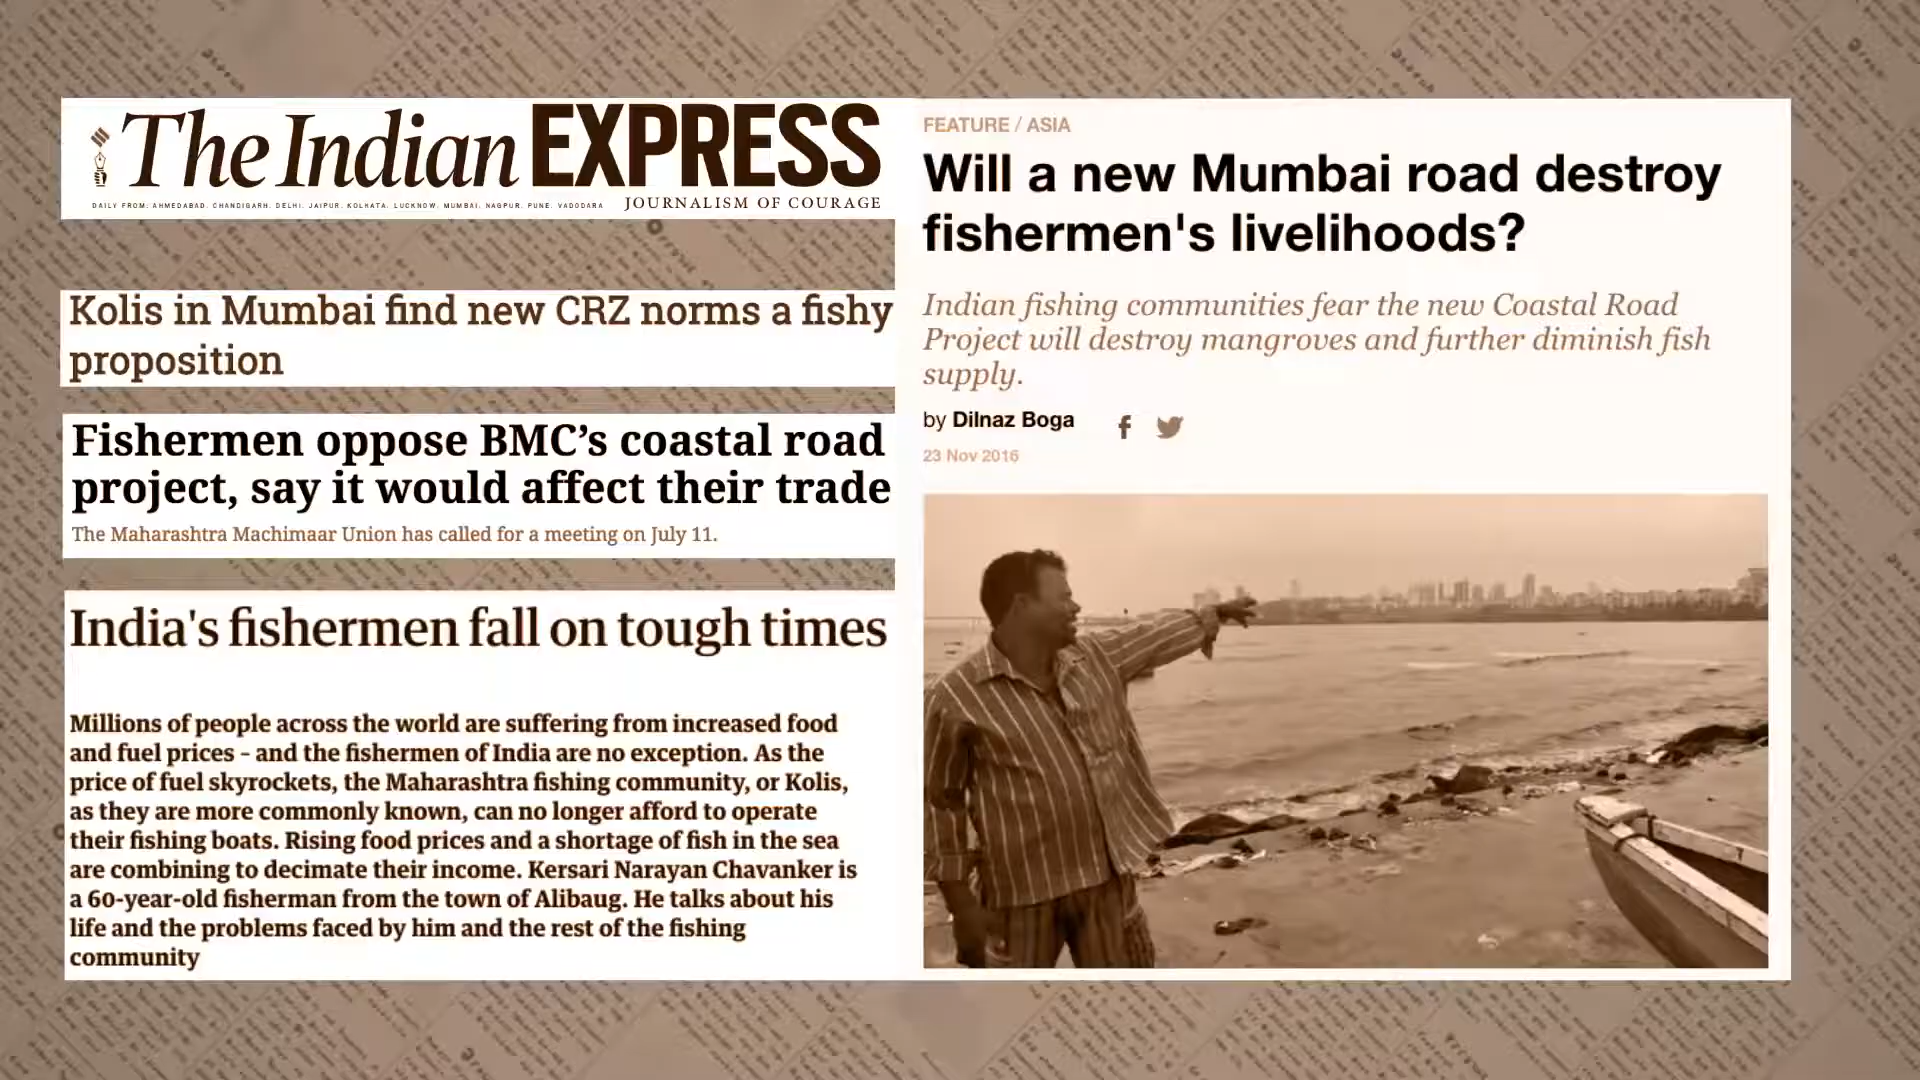 The Indian EXPRESS
DAILY FROM: AHMEDABAD, CHANDIGARH, DELHI, JAIPUR, KOLKATA, LUCKNOW, MUMBAI, NAGPUR, PUNE, VADODARA
JOURNALISM OF COURAGE
Kolis in Mumbai find new CRZ norms a fishy
proposition
Fishermen oppose BMC’s coastal road
project, say it would affect their trade
The Maharashtra Machimaar Union has called for a meeting on July 11.
India's fishermen fall on tough times
Millions of people across the world are suffering from increased food
and fuel prices – and the fishermen of India are no exception. As the
price of fuel skyrockets, the Maharashtra fishing community, or Kolis,
as they are more commonly known, can no longer afford to operate
their fishing boats. Rising food prices and a shortage of fish in the sea
are combining to decimate their income. Kersari Narayan Chavanker is
a 60-year-old fisherman from the town of Alibaug. He talks about his
life and the problems faced by him and the rest of the fishing
community
FEATURE / ASIA
Will a new Mumbai road destroy
fishermen's livelihoods?
Indian fishing communities fear the new Coastal Road
Project will destroy mangroves and further diminish fish
supply.
by Dilnaz Boga
23 Nov 2016